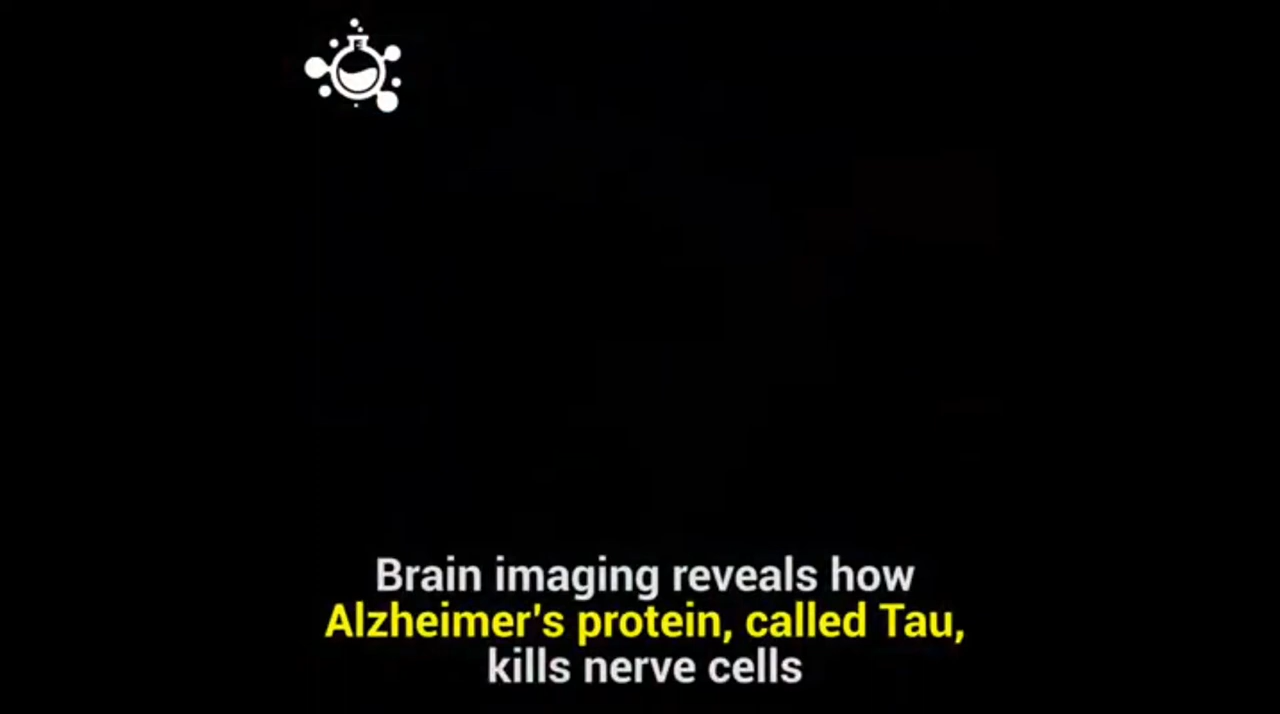 Brain imaging reveals how
Alzheimer's protein, called Tau,
kills nerve cells